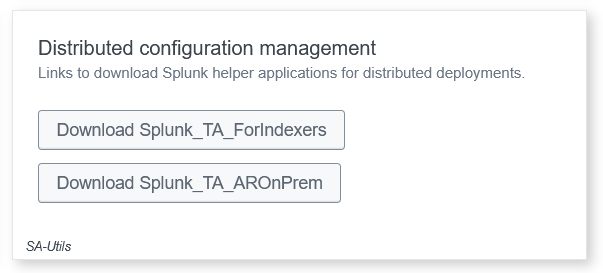 Distributed configuration management
Links to download Splunk helper applications for distributed deployments.
Download Splunk_TA_ForIndexers
Download Splunk_TA_AROnPrem
SA-Utils